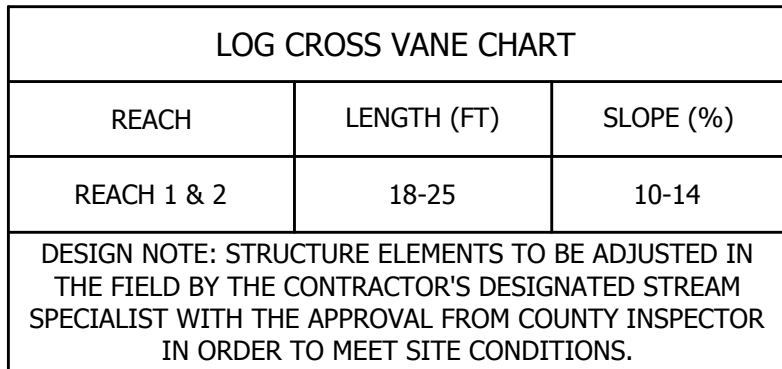 LOG CROSS VANE CHART
REACH LENGTH (FT) SLOPE (%)
REACH 1 & 2 18-25 10-14
DESIGN NOTE: STRUCTURE ELEMENTS TO BE ADJUSTED IN
THE FIELD BY THE CONTRACTOR'S DESIGNATED STREAM
SPECIALIST WITH THE APPROVAL FROM COUNTY INSPECTOR
IN ORDER TO MEET SITE CONDITIONS.